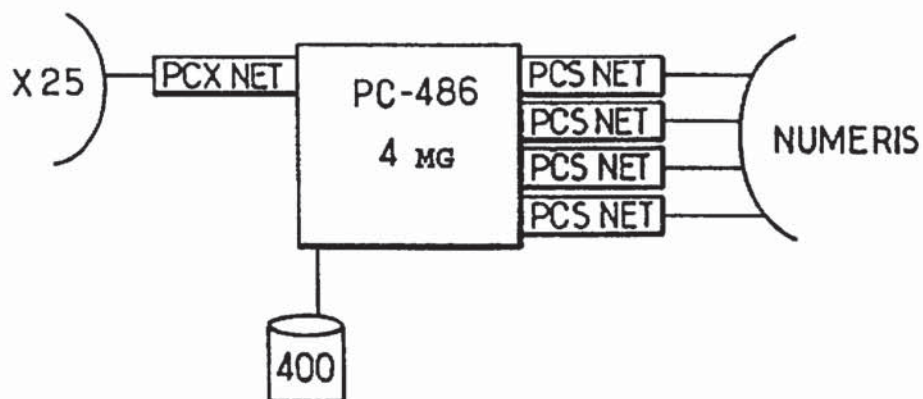 X25
PCX NET
PC-486
4 MG
PCS NET
PCS NET
PCS NET
PCS NET
NUMERIS
400